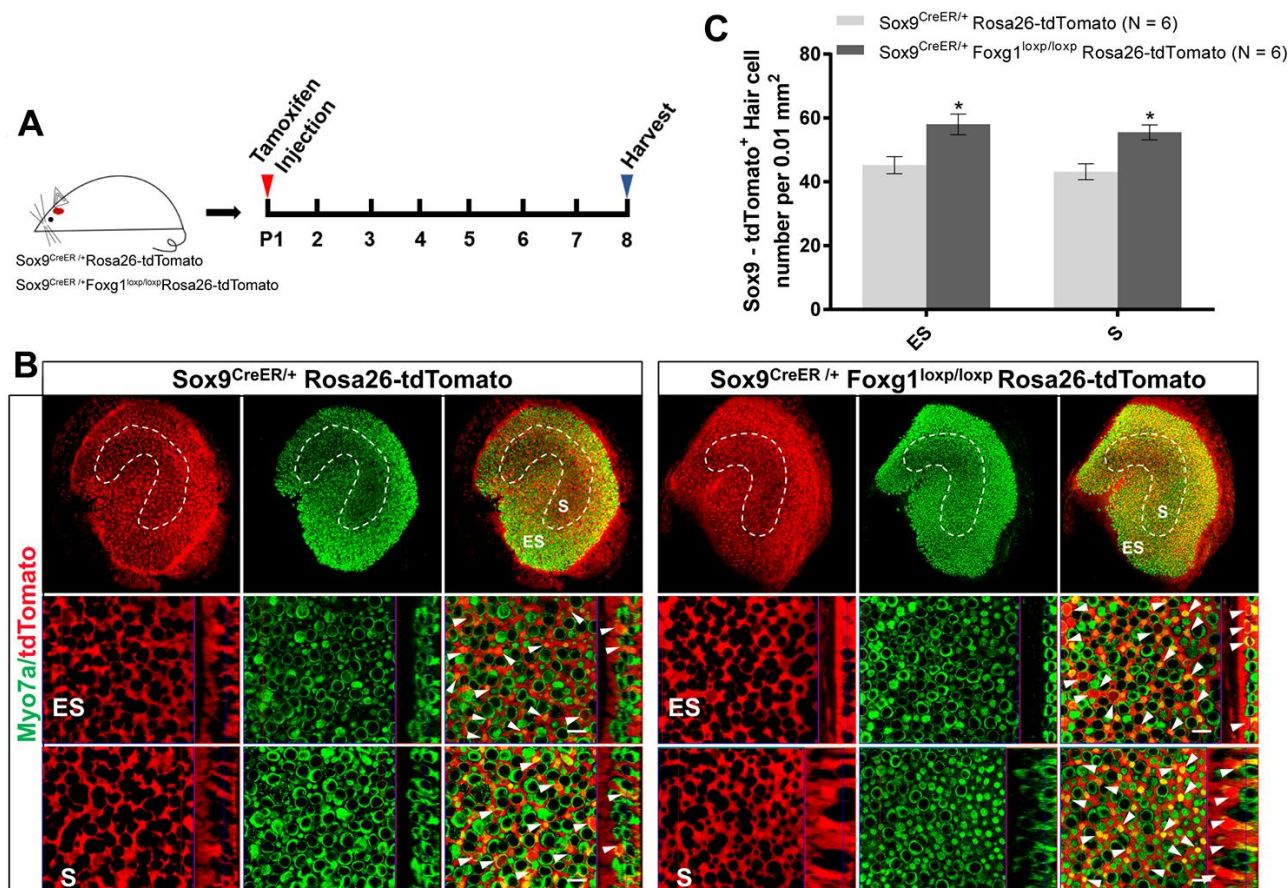 A
Tamoxifen
Injection
Harvest
P1 2 3 4 5 6 7 8
Sox9CreER /+Rosa26-tdTomato
Sox9CreER /+Foxg1loxp/loxpRosa26-tdTomato
C
Sox9CreER/+ Rosa26-tdTomato (N = 6)
Sox9CreER/+ Foxg1loxp/loxp Rosa26-tdTomato (N = 6)
Sox9 - tdTomato+ Hair cell
number per 0.01 mm2
80
60
40
20
0
* *
ES S
B
Sox9CreER/+ Rosa26-tdTomato
Sox9CreER /+ Foxg1loxp/loxp Rosa26-tdTomato
Myo7a/tdTomato
S
ES
S
ES
ES
ES
S
S